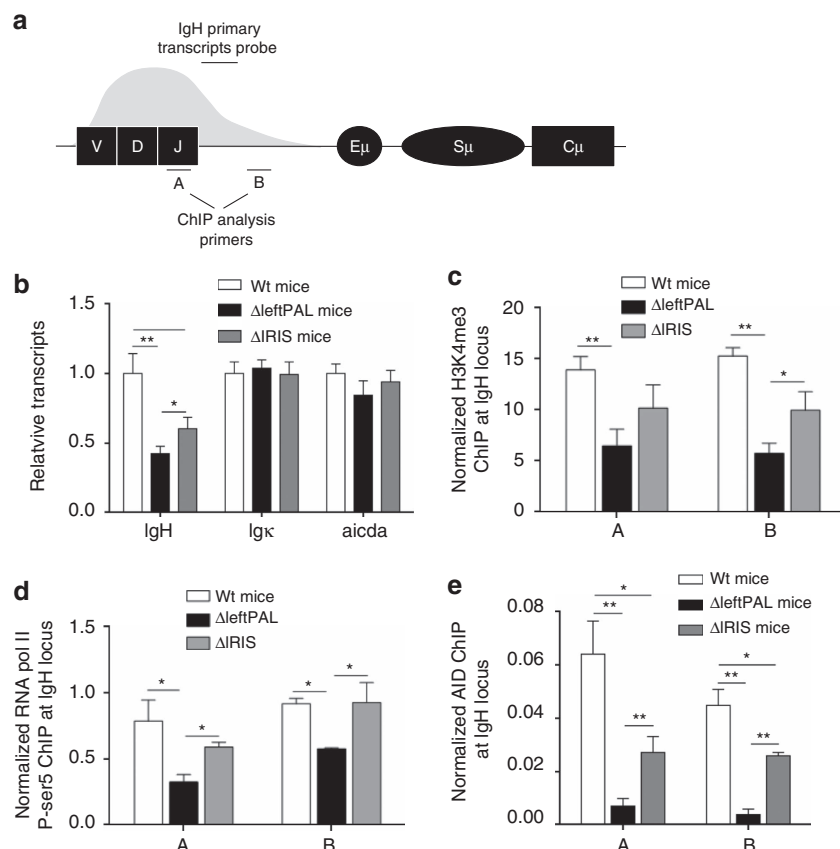 a
IgH primary
transcripts probe
V D J Eμ Sμ Cμ
A B
ChIP analysis
primers
b
Wt mice
ΔleftPAL mice
ΔIRIS mice
Relatvive transcripts
1.5
1.0
0.5
0.0
**
*
IgH Igκ aicda
c
Wt mice
ΔleftPAL
ΔIRIS
Normalized H3K4me3
ChIP at IgH locus
20
15
10
5
0
**
**
*
A B
d
Wt mice
ΔleftPAL
ΔIRIS
Normalized RNA pol II
P-ser5 ChIP at IgH locus
1.5
1.0
0.5
0.0
*
*
*
*
A B
e
Wt mice
ΔleftPAL mice
ΔIRIS mice
Normalized AID ChIP
at IgH locus
0.08
0.06
0.04
0.02
0.00
*
**
**
*
**
**
A B